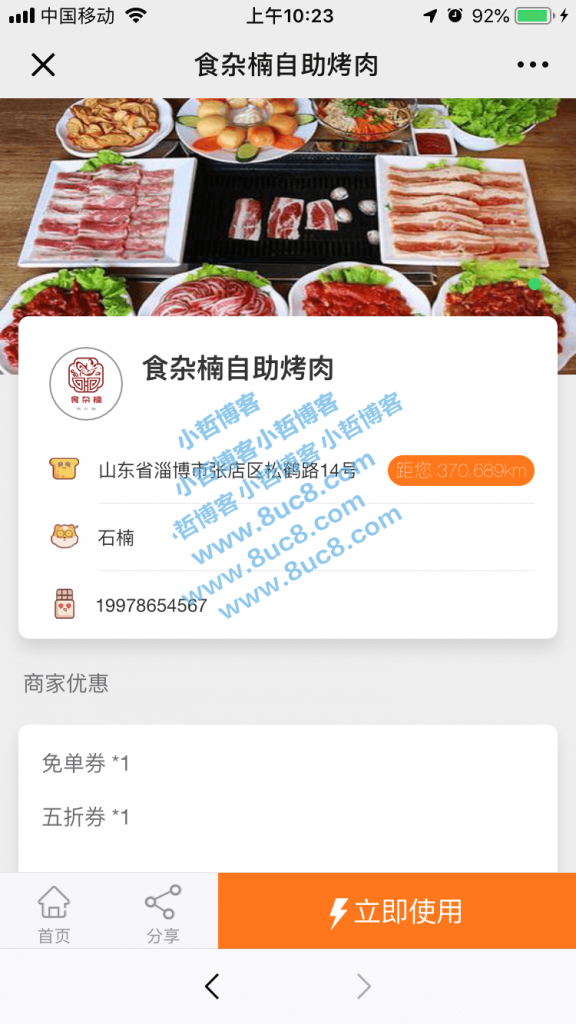 中国移动
上午10:23
92%
食杂楠自助烤肉
食杂楠
食杂楠自助烤肉
小哲博客
小哲博客小哲博客
小哲博客 小哲博客 小哲博客
www.8uc8.com
www.8uc8.com
www.8uc8.com
山东省淄博市张店区松鹤路14号
距您 370.689km
石楠
19978654567
商家优惠
免单券 *1
五折券 *1
首页
分享
立即使用